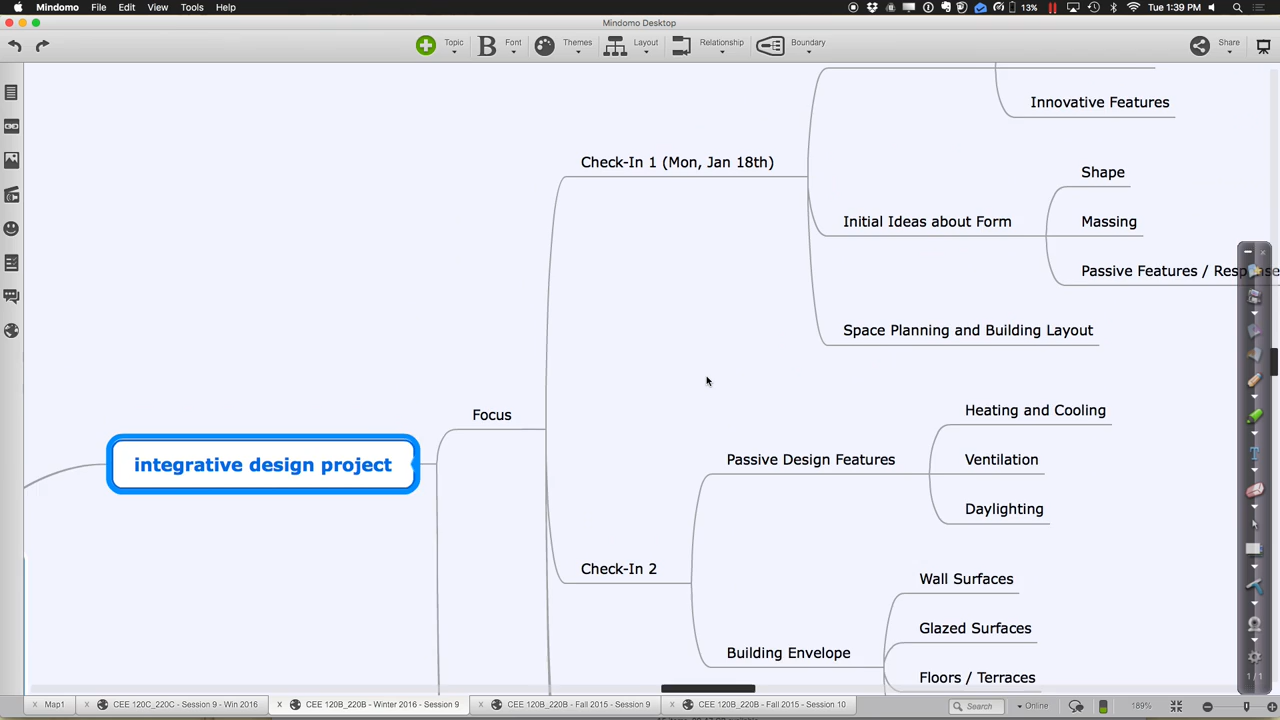 Mindomo File Edit View Tools Help 13% Tue 1:39 PM
Mindomo Desktop
Topic Font Themes Layout Relationship Boundary Share
Innovative Features
Check-In 1 (Mon, Jan 18th)
Shape
Initial Ideas about Form
Massing
Passive Features / Response
Space Planning and Building Layout
Focus
Heating and Cooling
integrative design project
Passive Design Features
Ventilation
Daylighting
Check-In 2
Wall Surfaces
Glazed Surfaces
Building Envelope
Floors / Terraces
1 / 1
Map1 CEE 120C_220C - Session 9 - Win 2016 CEE 120B_220B - Winter 2016 - Session 9 CEE 120B_220B - Fall 2015 - Session 9 CEE 120B_220B - Fall 2015 - Session 10 Search Online 189%